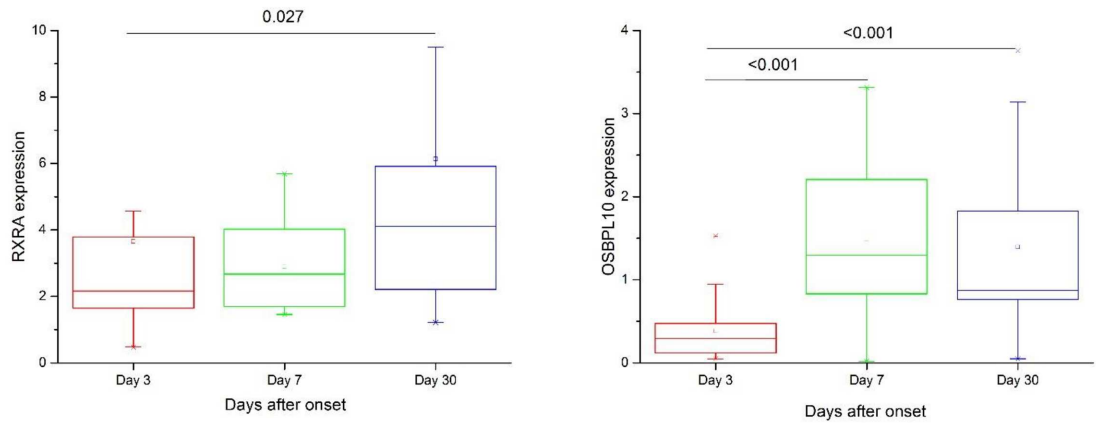 0.027
10
8
6
4
2
0
RXRA expression
Day 3
Day 7
Day 30
Days after onset
<0.001
<0.001
4
3
2
1
0
OSBPL10 expression
Day 3
Day 7
Day 30
Days after onset